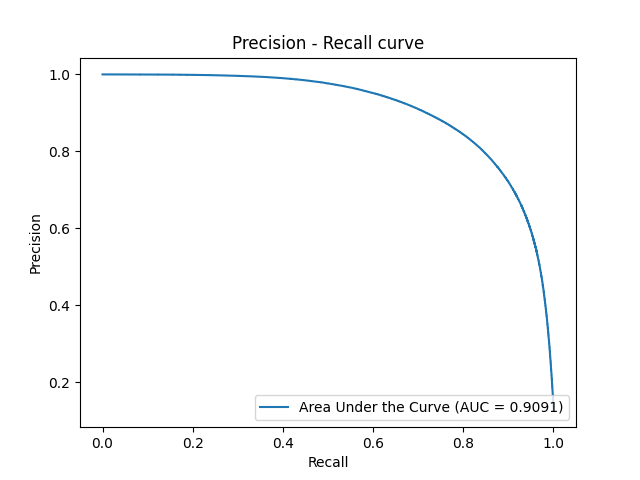 Precision - Recall curve
1.0
0.8
0.6
0.4
0.2
Precision
Area Under the Curve (AUC = 0.9091)
0.0 0.2 0.4 0.6 0.8 1.0
Recall